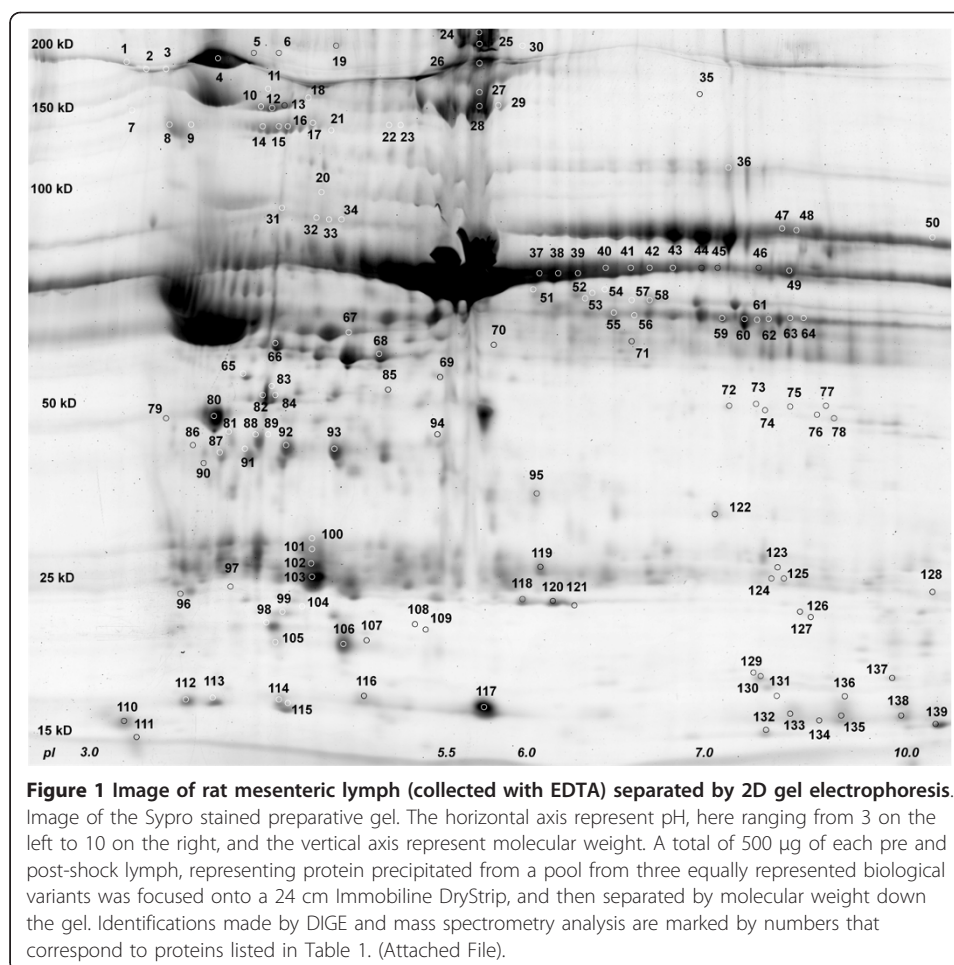 200 kD 1 2 3 5 6 19 24 25 26 30
4 11 35
150 kD 10 12 13 18 27 29
7 8 9 14 15 16 17 21 22 23 28
36
100 kD 20
31 32 33 34 47 48 50
37 38 39 40 41 42 43 44 45 46 49
51 52 53 54 57 58
67 55 56 59 60 61 62 63 64
66 68 70 71
65 69
83 85
50 kD 79 80 82 84 72 73 74 75 76 77 78
86 87 81 88 89 92 93 94
90 91
95
122
100
101 119 123
102
25 kD 97 103 118 120 121 124 125 128
96 98 99 104 108 109 126 127
105 106 107
112 113 114 115 116 117 129 130 131 136 137
110 111 132 133 134 135 138 139
15 kD
pI 3.0 5.5 6.0 7.0 10.0
Figure 1 Image of rat mesenteric lymph (collected with EDTA) separated by 2D gel electrophoresis.
Image of the Sypro stained preparative gel. The horizontal axis represent pH, here ranging from 3 on the
left to 10 on the right, and the vertical axis represent molecular weight. A total of 500 μg of each pre and
post-shock lymph, representing protein precipitated from a pool from three equally represented biological
variants was focused onto a 24 cm Immobiline DryStrip, and then separated by molecular weight down
the gel. Identifications made by DIGE and mass spectrometry analysis are marked by numbers that
correspond to proteins listed in Table 1. (Attached File).